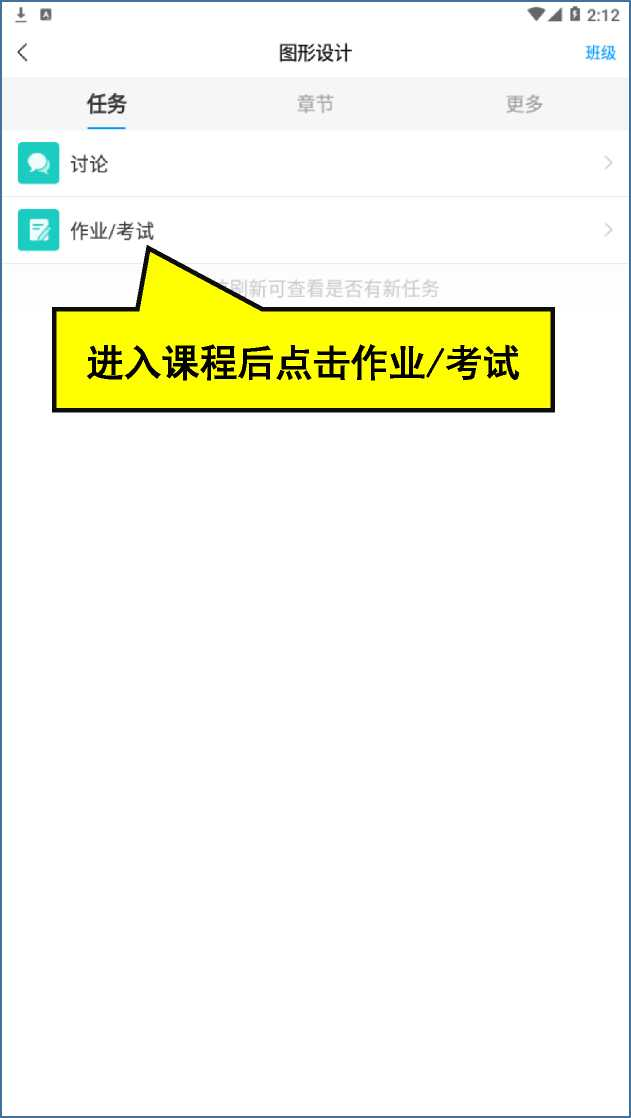 2:12
图形设计
班级
任务
章节
更多
讨论
作业/考试
刷新可查看是否有新任务
进入课程后点击作业/考试